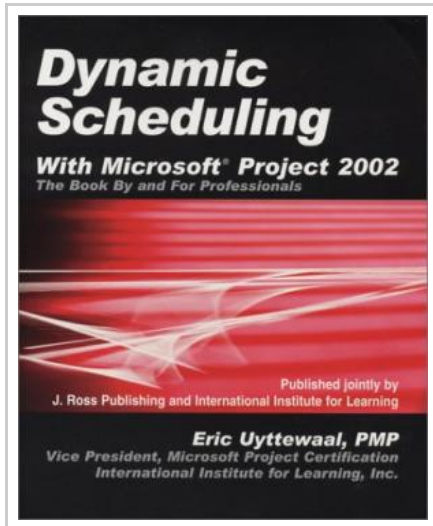 Dynamic
Scheduling
With Microsoft® Project 2002
The Book By and For Professionals
Published jointly by
J. Ross Publishing and International Institute for Learning
Eric Uyttewaal, PMP
Vice President, Microsoft Project Certification
International Institute for Learning, Inc.